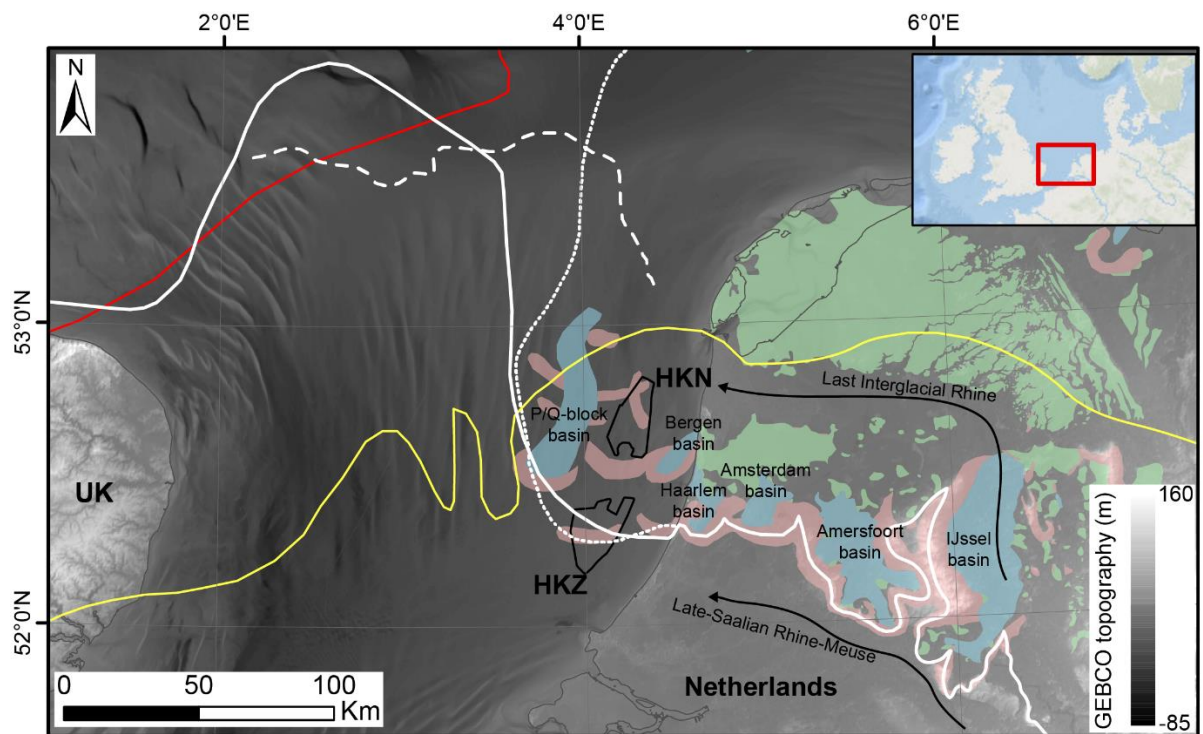 2°0'E
4°0'E
6°0'E
N
53°0'N
52°0'N
HKN
Last Interglacial Rhine
P/Q-block
basin
Bergen
basin
Amsterdam
basin
Haarlem
basin
UK
Amersfoort
basin
IJssel
basin
HKZ
Late-Saalian Rhine-Meuse
Netherlands
0 50 100
Km
GEBCO topography (m)
160
-85